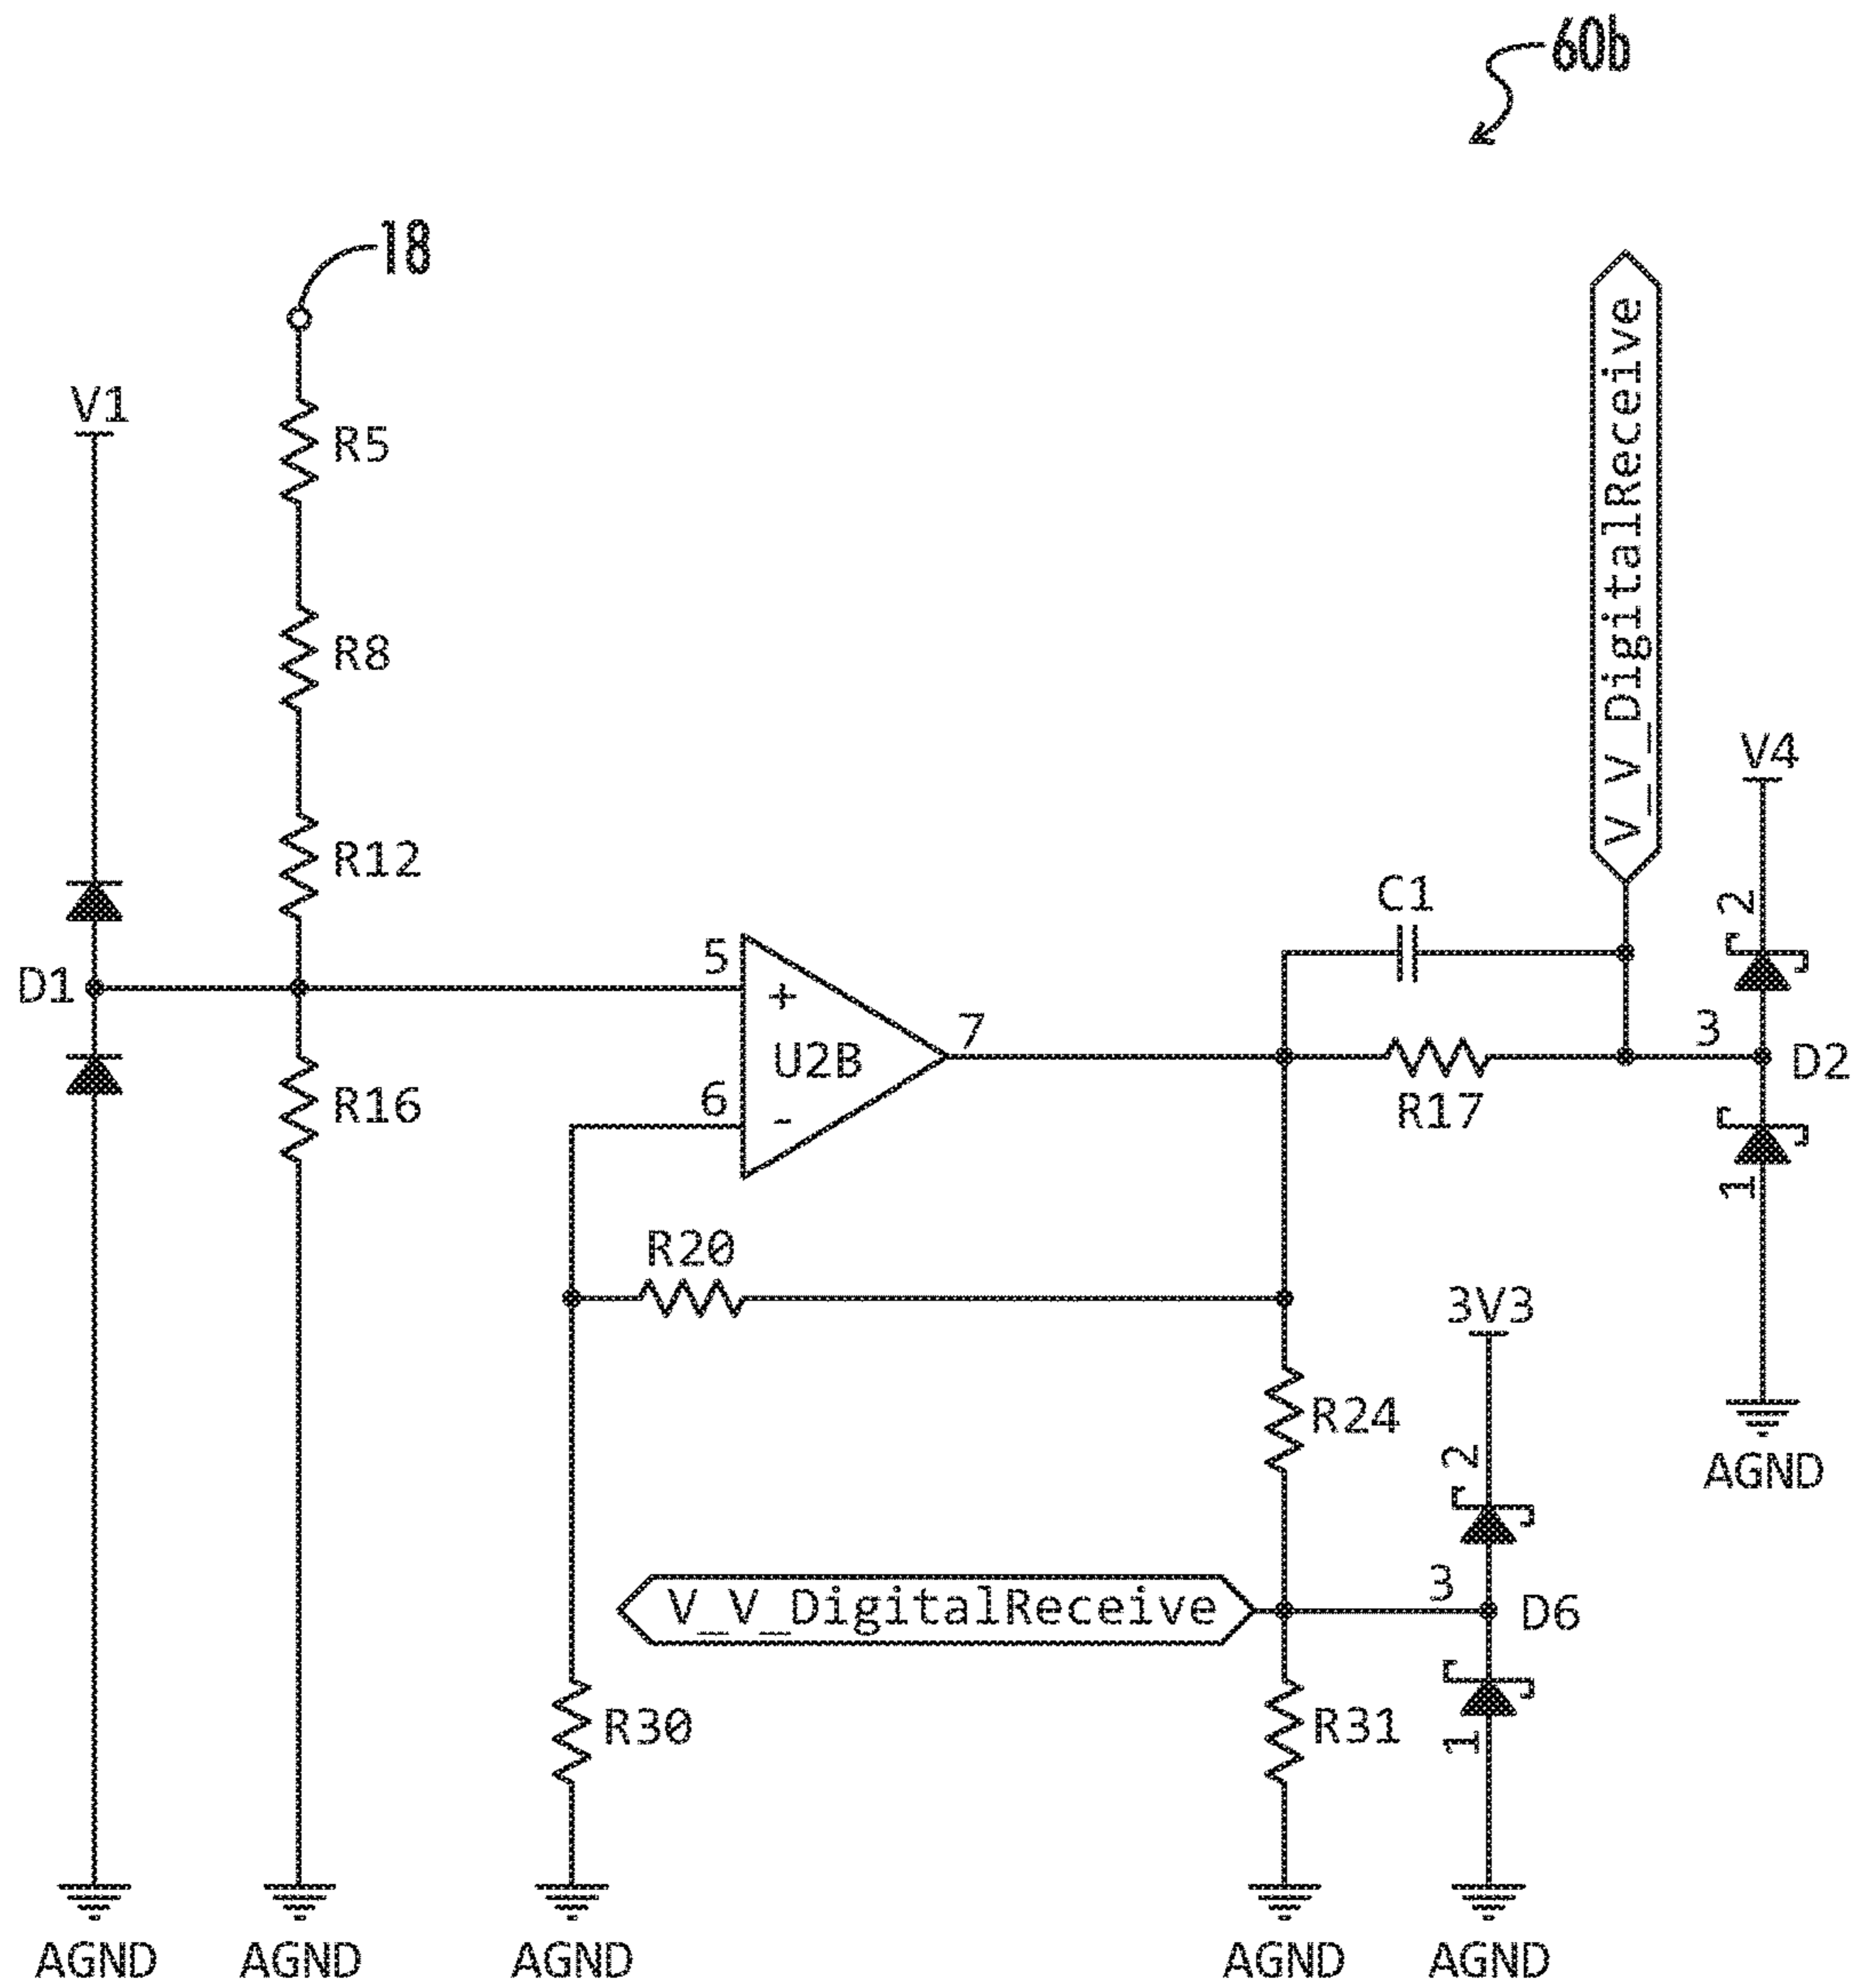 60b
18
V1
R5
V_V_DigitalReceive
R8
V4
R12
C1
2
5
D1
+
7
3
U2B
D2
6
R16
-
R17
1
R20
3V3
R24
2
AGND
V_V_DigitalReceive
3
D6
R30
R31
1
AGND
AGND
AGND
AGND
AGND